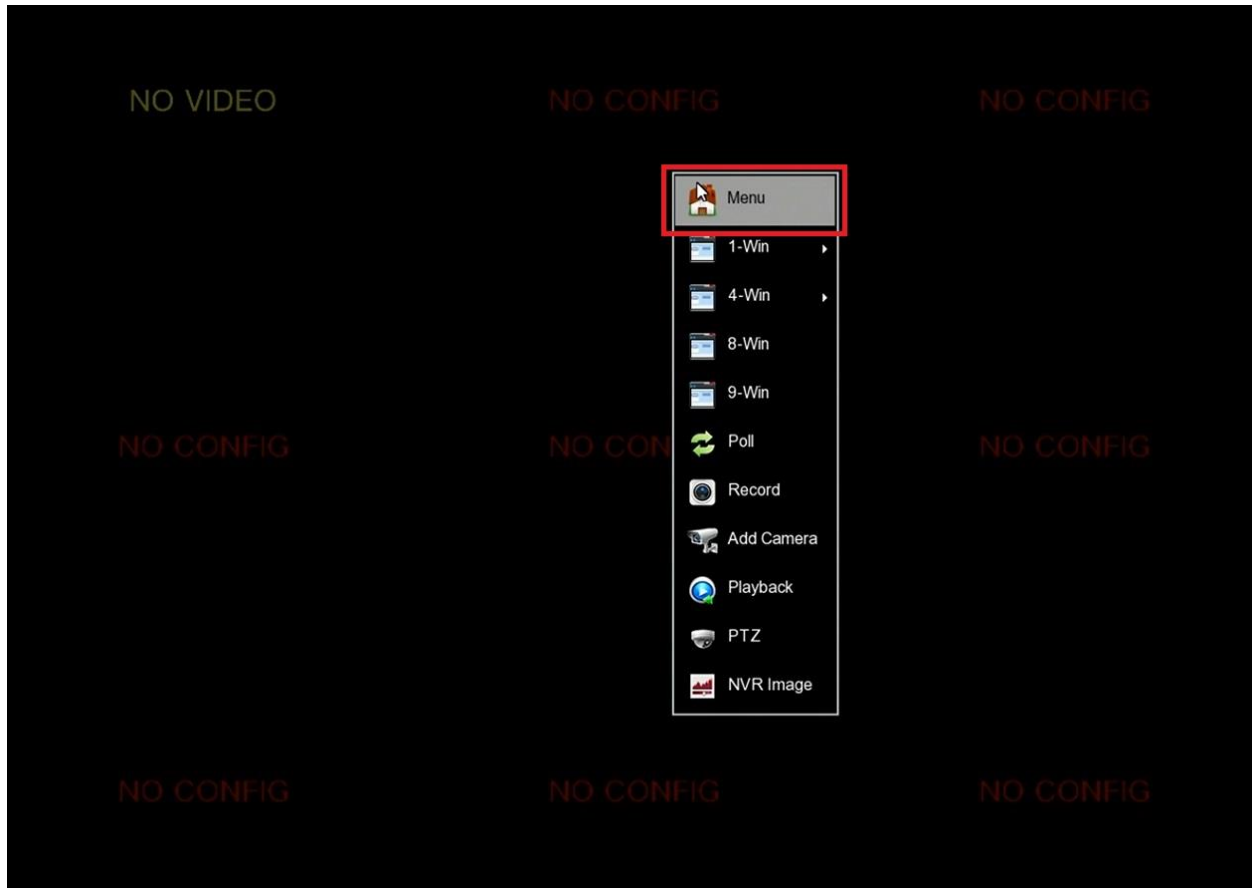 NO VIDEO
NO CONFIG
NO CONFIG
Menu
1-Win
4-Win
8-Win
9-Win
Poll
Record
Add Camera
Playback
PTZ
NVR Image
NO CONFIG
NO CON
NO CONFIG
NO CONFIG
NO CONFIG
NO CONFIG